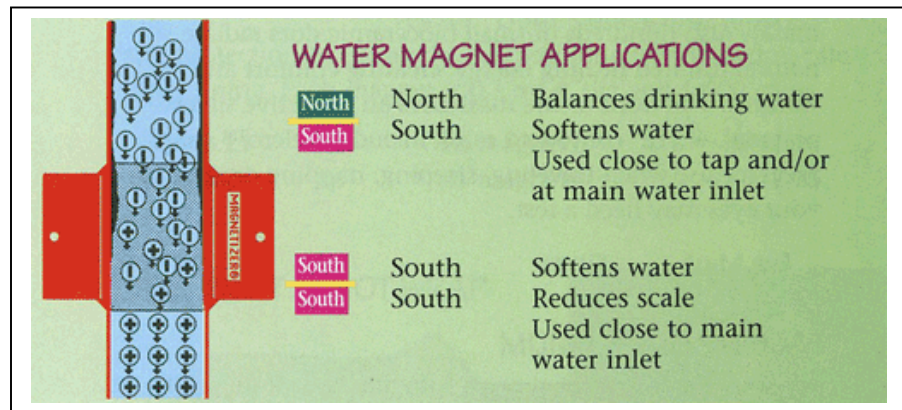 WATER MAGNET APPLICATIONS
North North Balances drinking water
South South Softens water
Used close to tap and/or
at main water inlet
MAGNETIZER®
South South Softens water
South South Reduces scale
Used close to main
water inlet